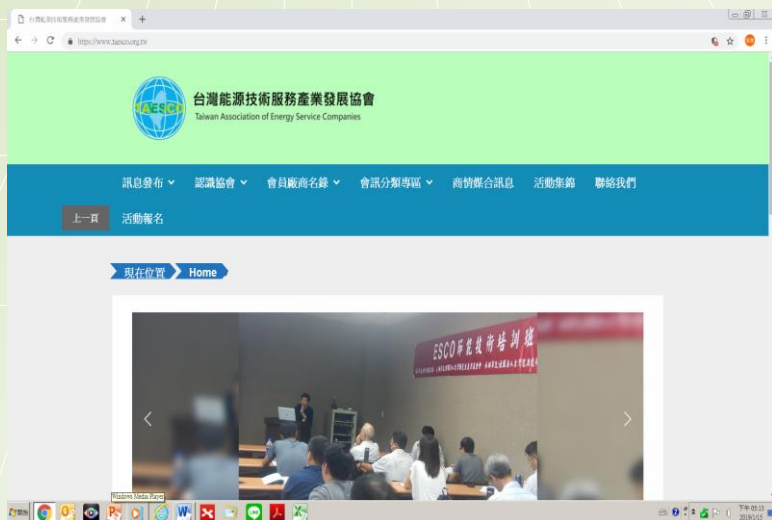 台灣能源技術服務產業發展協會
https://www.taesco.org.tw
TAESCO
台灣能源技術服務產業發展協會
Taiwan Association of Energy Service Companies
訊息發布
認識協會
會員廠商名錄
會訊分類專區
商情媒合訊息
活動集錦
聯絡我們
上一頁
活動報名
現在位置
Home
ESCO節能技術培訓班
Windows Media Player
開始
下午 05:13